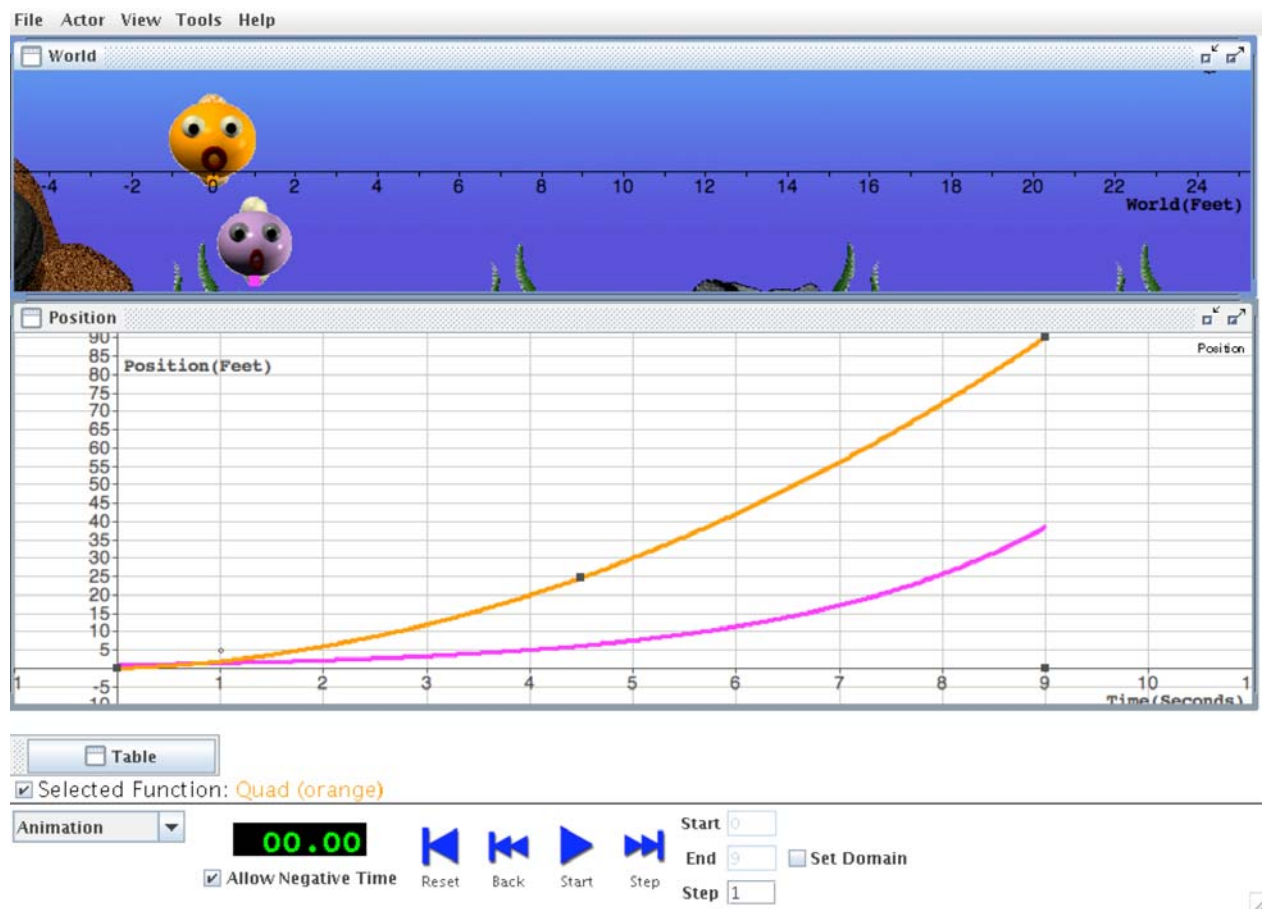 File Actor View Tools Help
World
-4 -2 0 2 4 6 8 10 12 14 16 18 20 22 24
World(Feet)
Position
90
Position
85
Position(Feet)
80
75
70
65
60
55
50
45
40
35
30
25
20
15
10
5
1 1 2 3 4 5 6 7 8 9 10 1
-5
Time(Seconds)
10
Table
Selected Function: Quad (orange)
Animation
00.00
Allow Negative Time
Reset Back Start Step
Start 0
End 9
Set Domain
Step 1